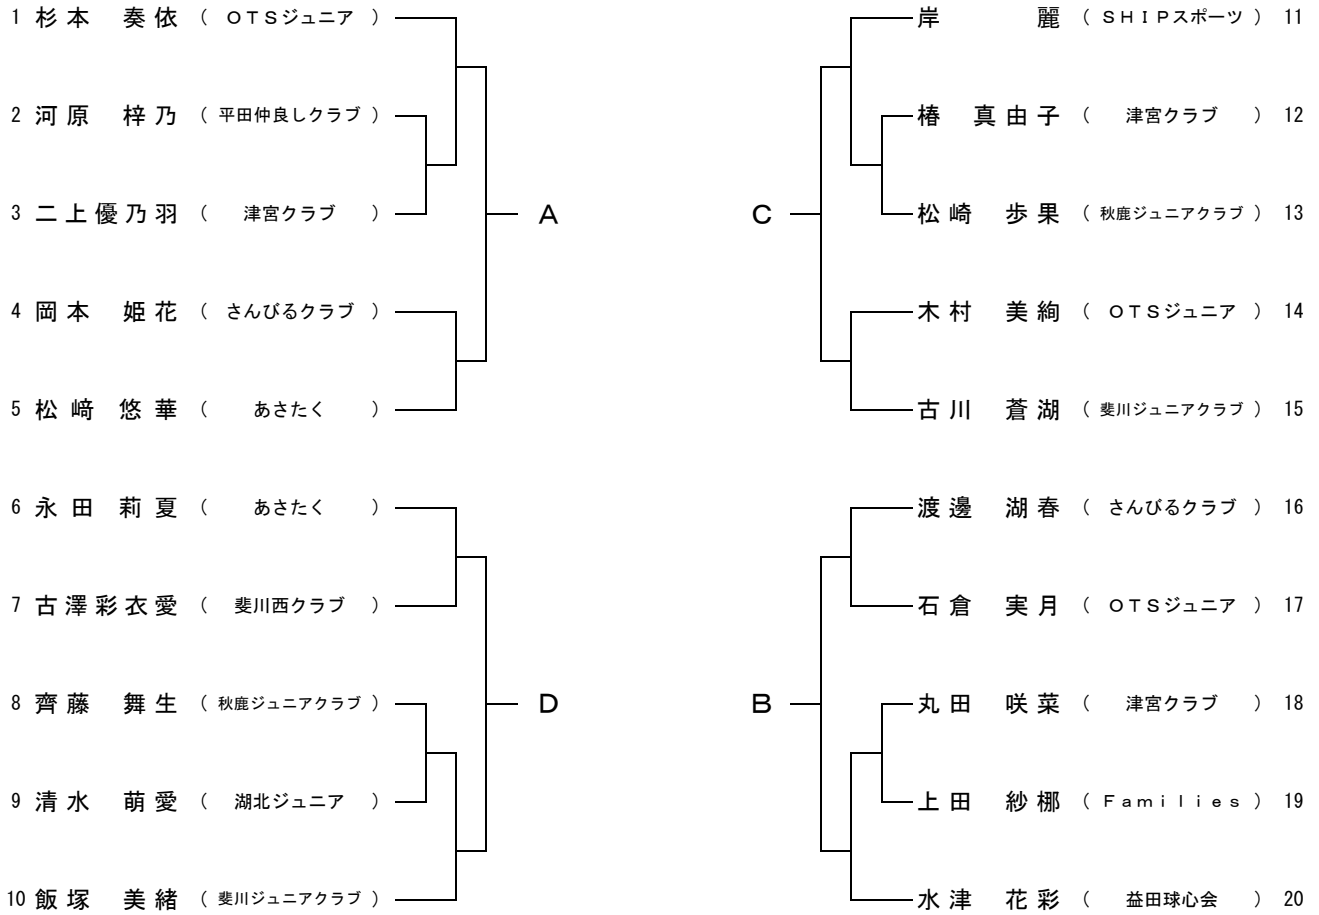 1 杉本 奏依 ( OTSジュニア )
2 河原 梓乃 ( 平田仲良しクラブ )
3 二上優乃羽 ( 津宮クラブ )
A
4 岡本 姫花 ( さんびるクラブ )
5 松﨑 悠華 ( あさたく )
6 永田 莉夏 ( あさたく )
7 古澤彩衣愛 ( 斐川西クラブ )
8 齊藤 舞生 ( 秋鹿ジュニアクラブ )
D
9 清水 萌愛 ( 湖北ジュニア )
10 飯塚 美緒 ( 斐川ジュニアクラブ )
岸 麗 ( SHIPスポーツ ) 11
椿 真由子 ( 津宮クラブ ) 12
C
松崎 歩果 ( 秋鹿ジュニアクラブ ) 13
木村 美絢 ( OTSジュニア ) 14
古川 蒼湖 ( 斐川ジュニアクラブ ) 15
渡邊 湖春 ( さんびるクラブ ) 16
石倉 実月 ( OTSジュニア ) 17
B
丸田 咲菜 ( 津宮クラブ ) 18
上田 紗梛 ( Families ) 19
水津 花彩 ( 益田球心会 ) 20